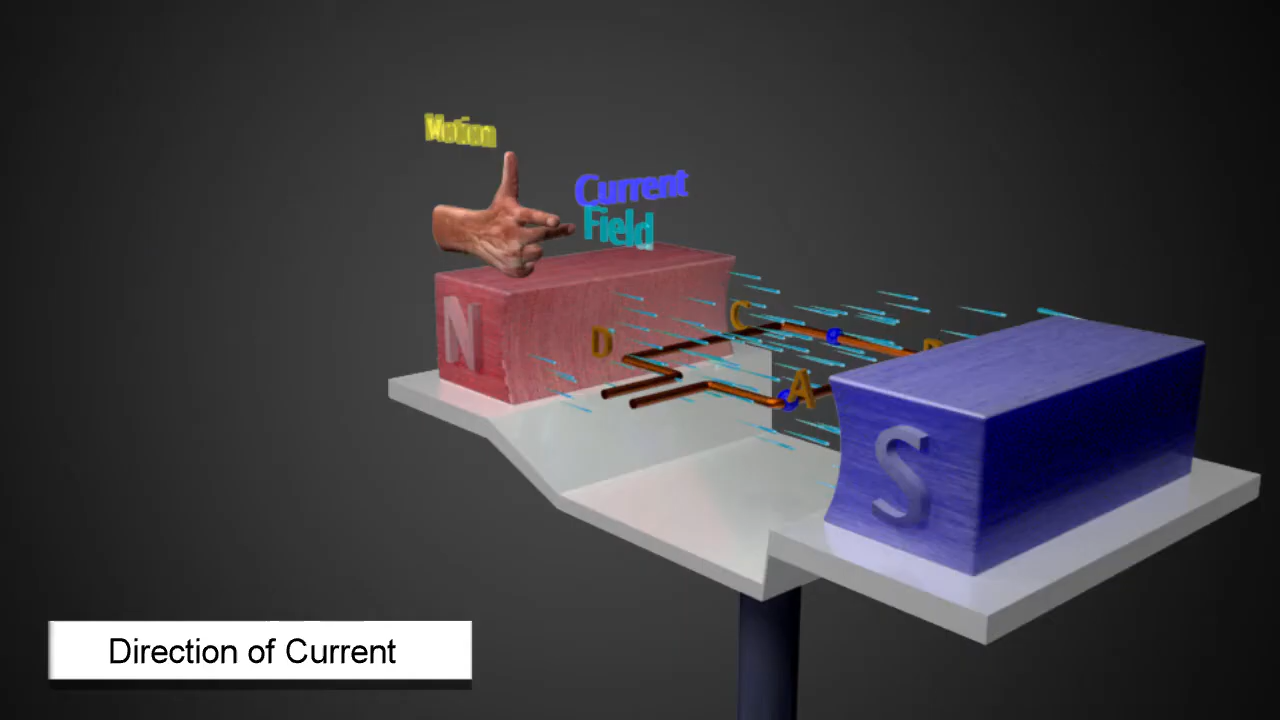 Motion
Current
Field
N
C
D
A
S
Direction of Current